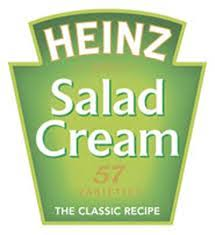 HEINZ
Salad
Cream
57
VARIETIES
THE CLASSIC RECIPE